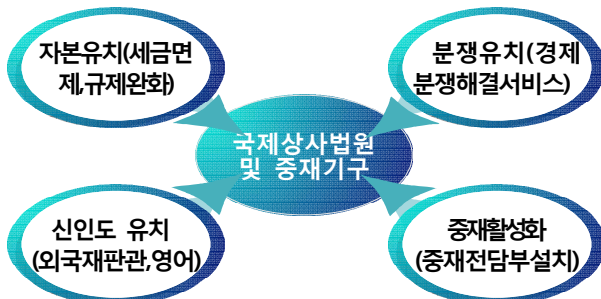 자본유치(세금면
제,규제완화)
분쟁유치(경제
분쟁해결서비스)
국제상사법원
및 중재기구
신인도 유치
(외국재판관,영어)
중재활성화
(중재전담부설치)